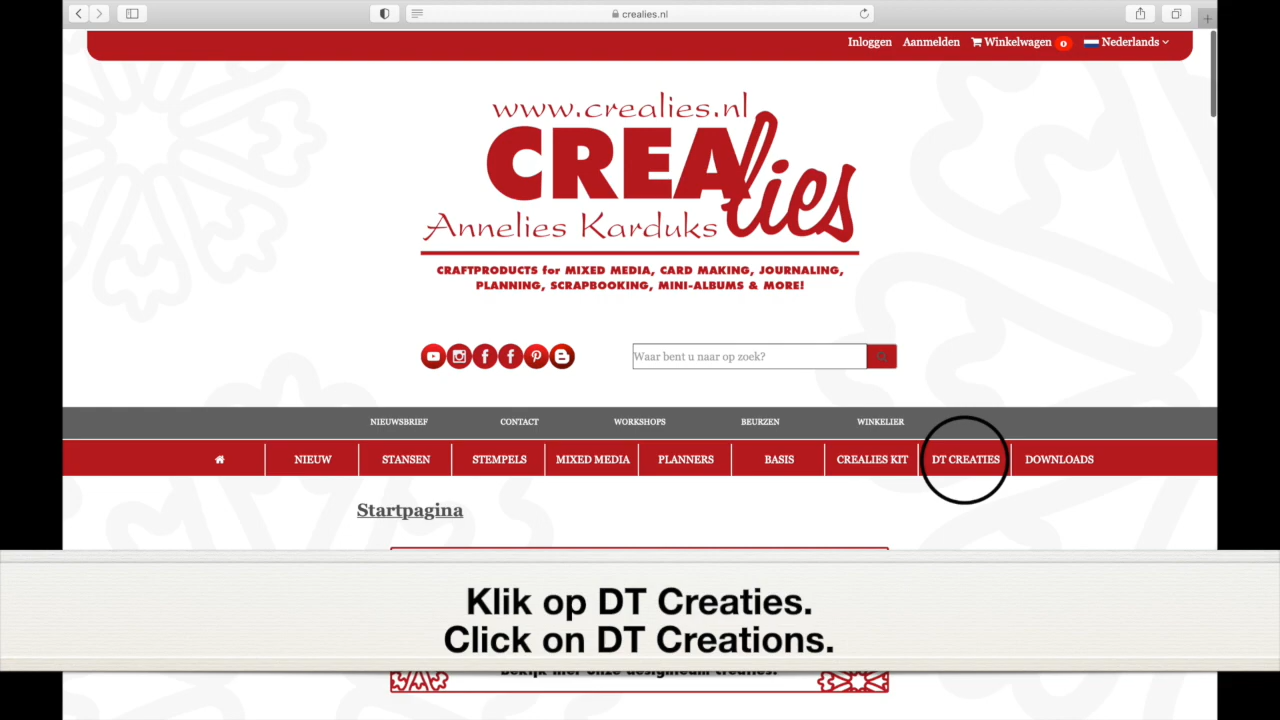 crealies.nl
Inloggen Aanmelden Winkelwagen 0 Nederlands
www.crealies.nl
CREAlies
Annelies Karduks
CRAFTPRODUCTS for MIXED MEDIA, CARD MAKING, JOURNALING,
PLANNING, SCRAPBOOKING, MINI-ALBUMS & MORE!
Waar bent u naar op zoek?
NIEUWSBRIEF CONTACT WORKSHOPS BEURZEN WINKELIER
NIEUW STANSEN STEMPELS MIXED MEDIA PLANNERS BASIS CREALIES KIT DT CREATIES DOWNLOADS
Startpagina
Klik op DT Creaties.
Click on DT Creations.
Bekijk hier onze designteam creaties!